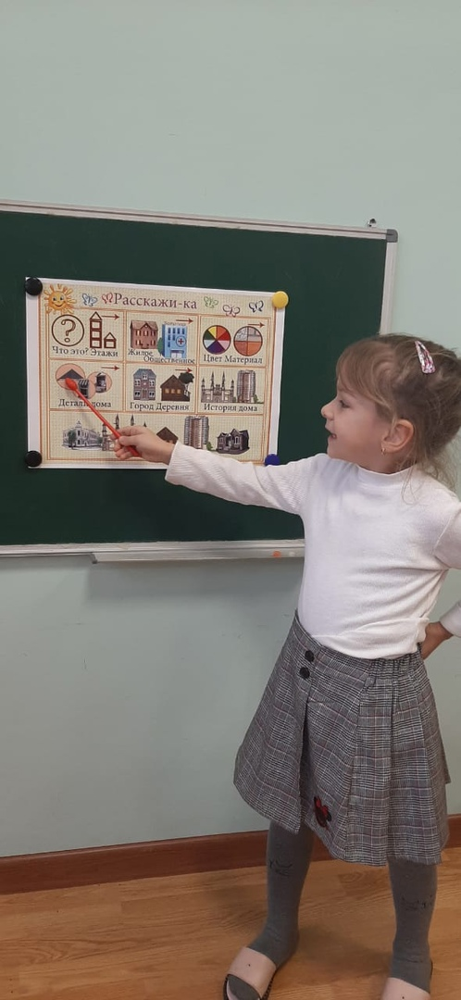 Расскажи-ка
?
Что это? Этажи
Жилое
Общественное
Цвет Материал
Детали дома
Город Деревня
История дома